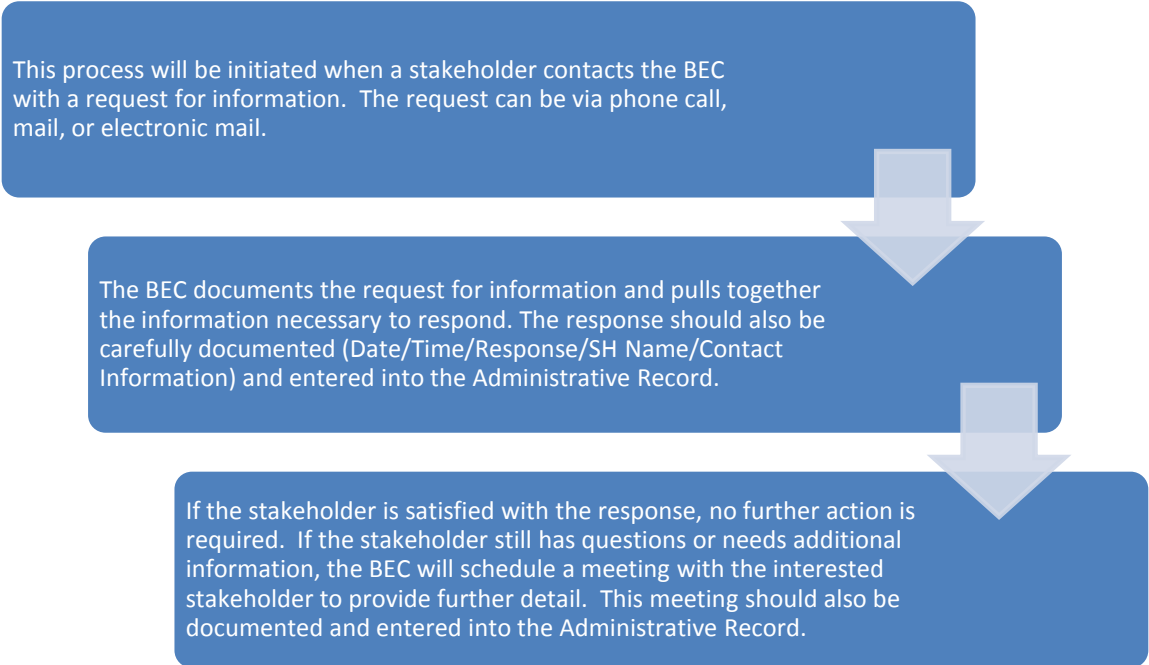 This process will be initiated when a stakeholder contacts the BEC
with a request for information.  The request can be via phone call,
mail, or electronic mail.
The BEC documents the request for information and pulls together
the information necessary to respond. The response should also be
carefully documented (Date/Time/Response/SH Name/Contact
Information) and entered into the Administrative Record.
If the stakeholder is satisfied with the response, no further action is
required.  If the stakeholder still has questions or needs additional
information, the BEC will schedule a meeting with the interested
stakeholder to provide further detail.  This meeting should also be
documented and entered into the Administrative Record.